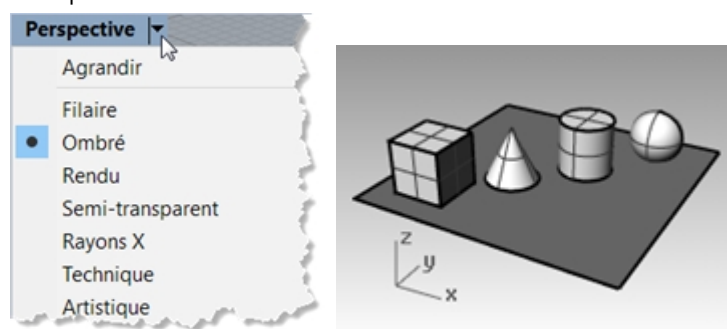 Perspective
Agrandir
Filaire
Ombré
Rendu
Semi-transparent
Rayons X
Technique
Artistique
z
y
x